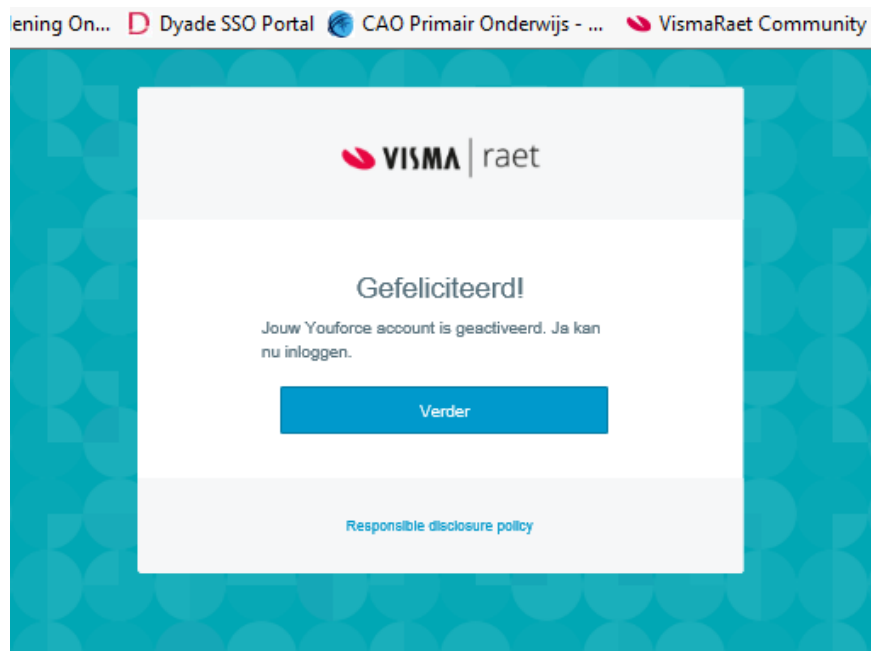 lening On... Dyade SSO Portal CAO Primair Onderwijs - ... VismaRaet Community
VISMA raet
Gefeliciteerd!
Jouw Youforce account is geactiveerd. Ja kan
nu inloggen.
Verder
Responsible disclosure policy